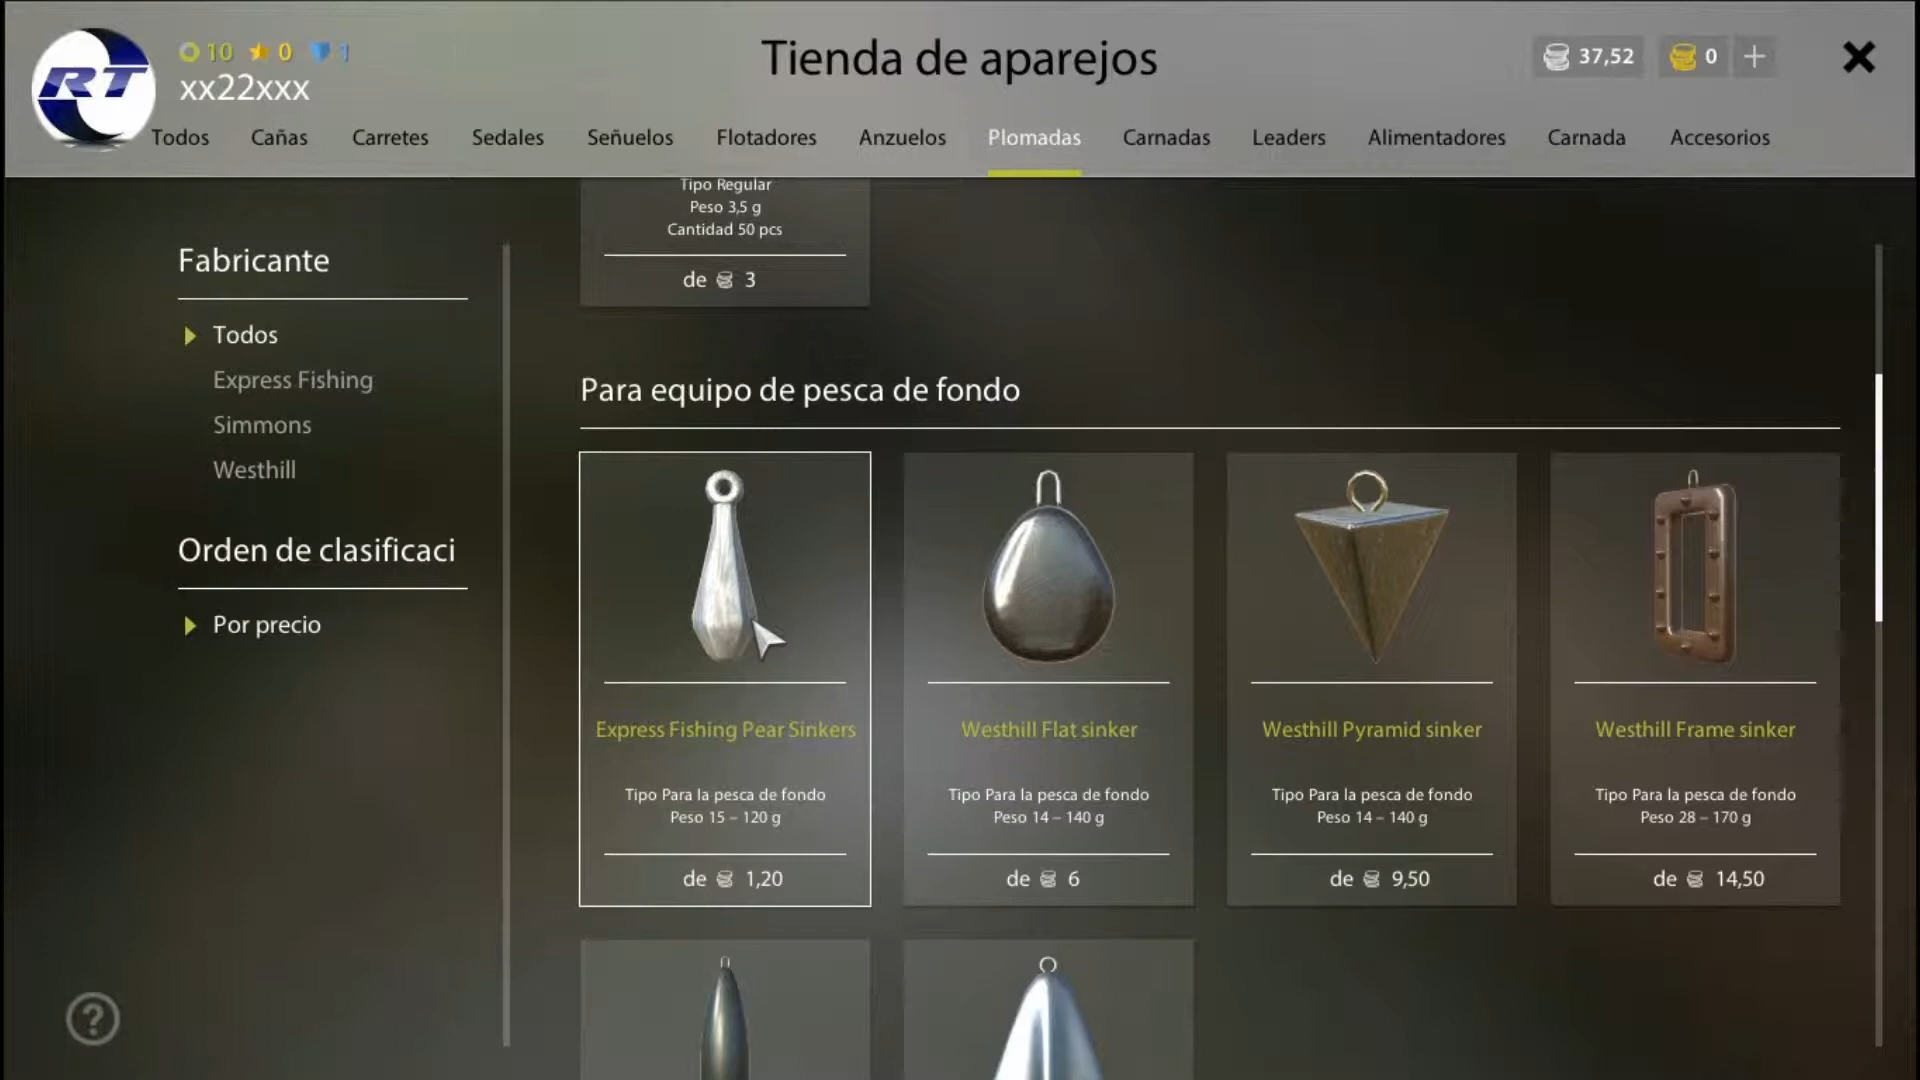 RT
10 0 1
xx22xxx
Tienda de aparejos
37,52
0
+
Todos Cañas Carretes Sedales Señuelos Flotadores Anzuelos Plomadas Carnadas Leaders Alimentadores Carnada Accesorios
Tipo Regular
Peso 3,5 g
Cantidad 50 pcs
de 3
Fabricante
Todos
Express Fishing
Simmons
Westhill
Orden de clasificaci
Por precio
Para equipo de pesca de fondo
Express Fishing Pear Sinkers
Tipo Para la pesca de fondo
Peso 15 – 120 g
de 1,20
Westhill Flat sinker
Tipo Para la pesca de fondo
Peso 14 – 140 g
de 6
Westhill Pyramid sinker
Tipo Para la pesca de fondo
Peso 14 – 140 g
de 9,50
Westhill Frame sinker
Tipo Para la pesca de fondo
Peso 28 – 170 g
de 14,50
?